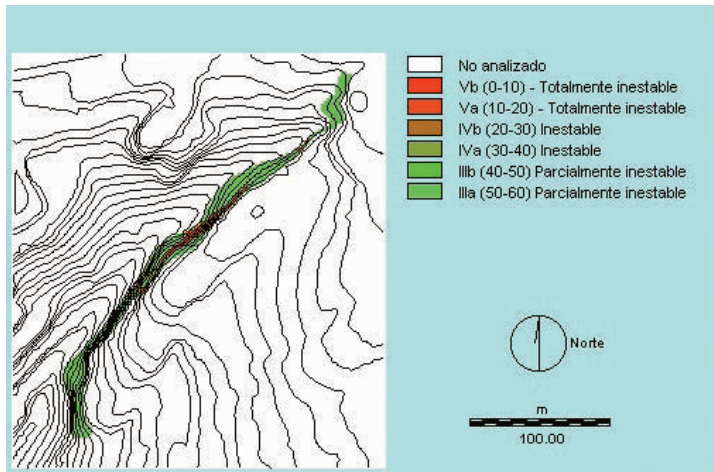 No analizado
Vb (0-10) - Totalmente inestable
Va (10-20) - Totalmente inestable
IVb (20-30) Inestable
IVa (30-40) Inestable
IIIb (40-50) Parcialmente inestable
IIIa (50-60) Parcialmente inestable
Norte
m
100.00